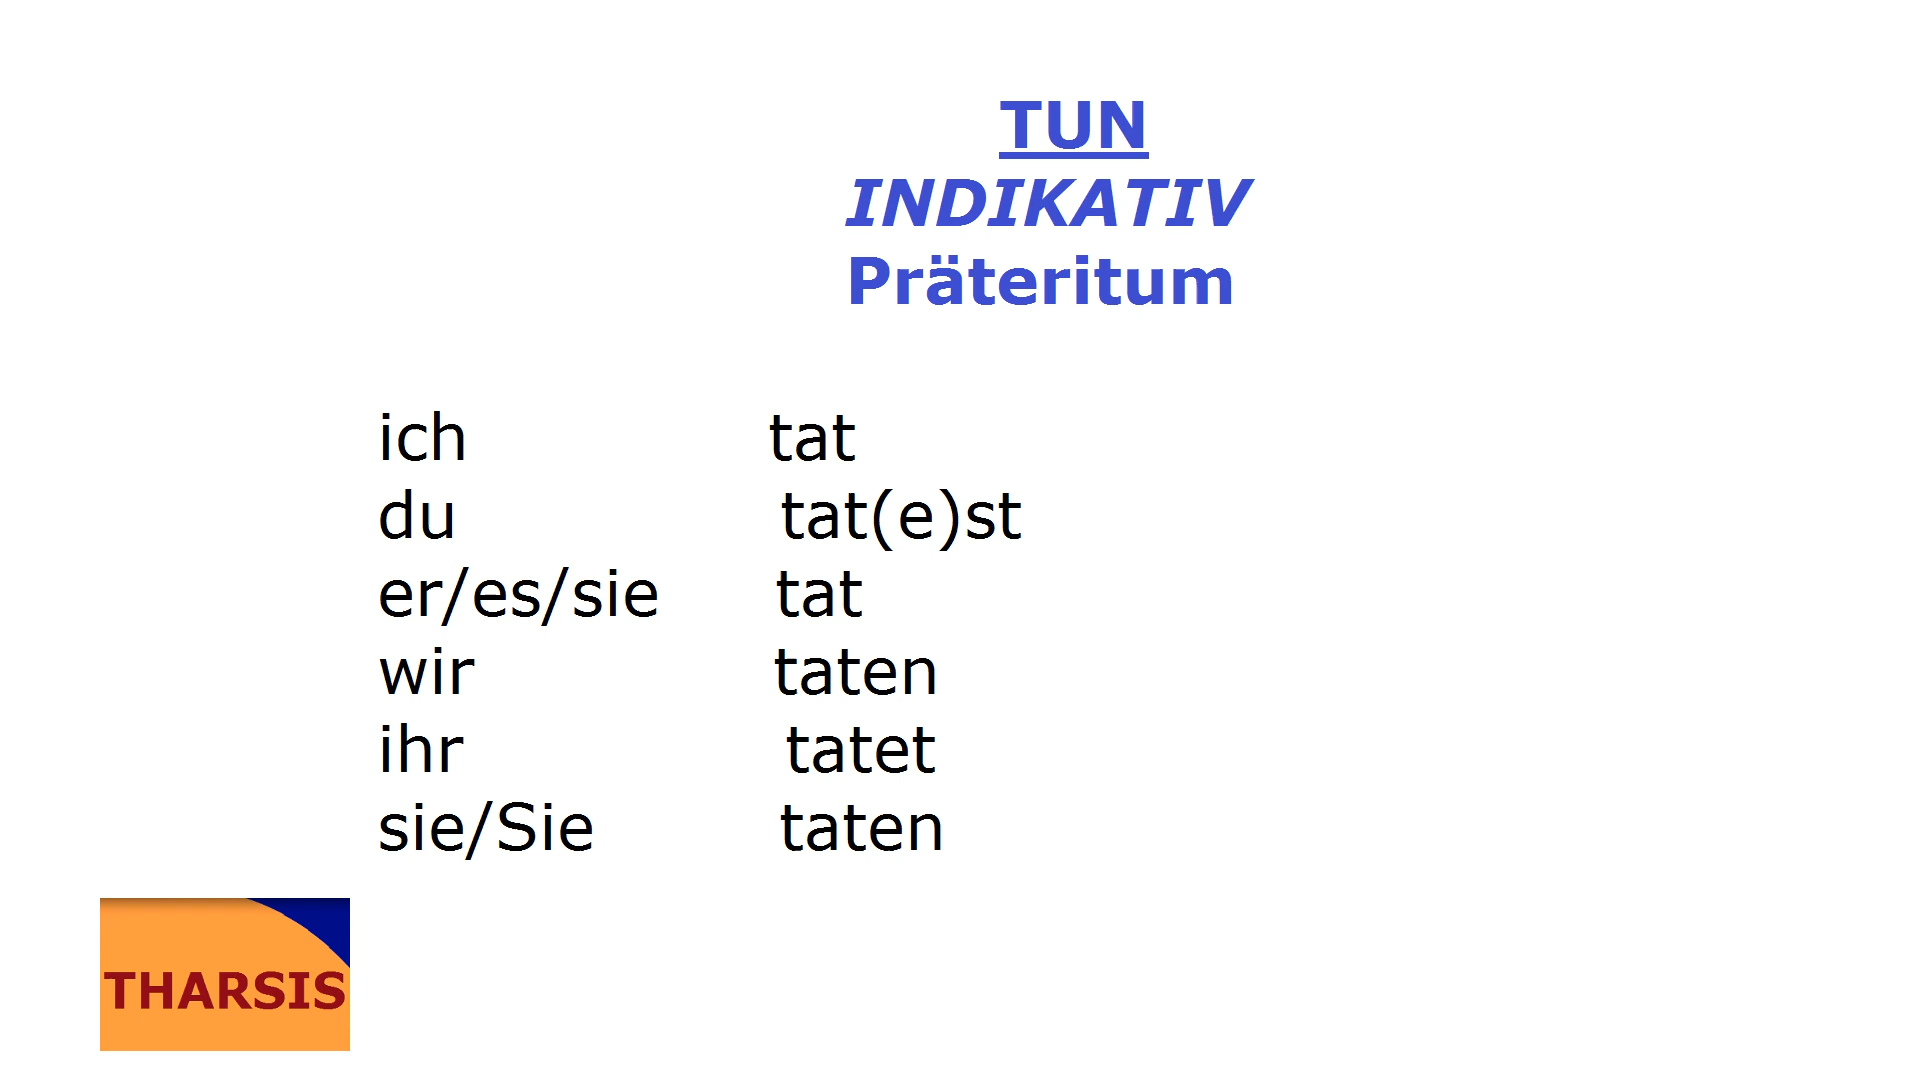 TUN
INDIKATIV
Präteritum
ich tat
du tat(e)st
er/es/sie tat
wir taten
ihr tatet
sie/Sie taten
THARSIS